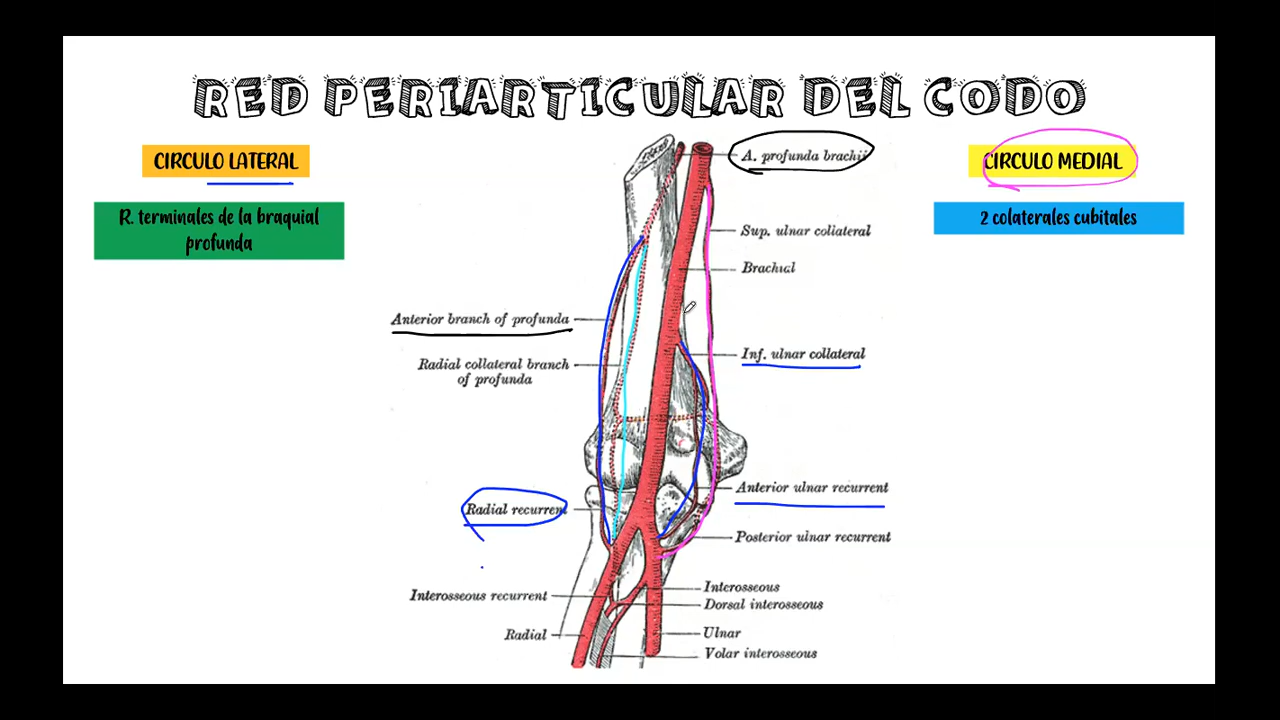 RED PERIARTICULAR DEL CODO
CIRCULO LATERAL
R. terminales de la braquial
profunda
CIRCULO MEDIAL
2 colaterales cubitales
A. profunda brachii
Sup. ulnar collateral
Brachial
Anterior branch of profunda
Inf. ulnar collateral
Radial collateral branch
of profunda
Anterior ulnar recurrent
Radial recurrent
Posterior ulnar recurrent
Interosseous recurrent
Interosseous
Dorsal interosseous
Radial
Ulnar
Volar interosseous